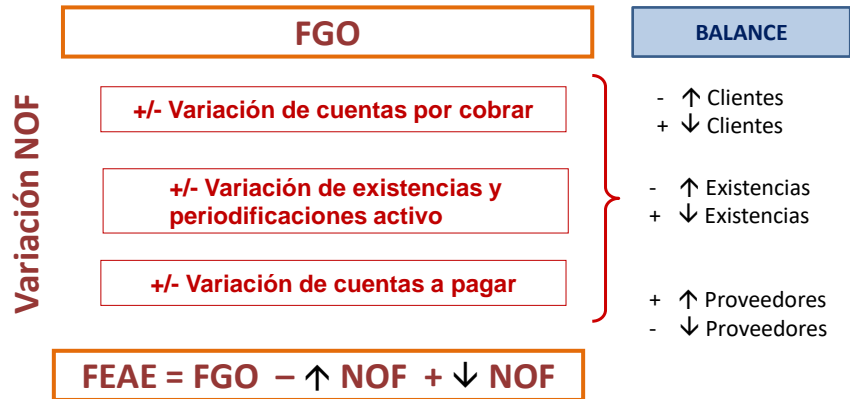 FGO
BALANCE
Variación NOF
+/- Variación de cuentas por cobrar
- ↑ Clientes
+ ↓ Clientes
+/- Variación de existencias y
periodificaciones activo
- ↑ Existencias
+ ↓ Existencias
+/- Variación de cuentas a pagar
+ ↑ Proveedores
- ↓ Proveedores
FEAE = FGO – ↑ NOF + ↓ NOF